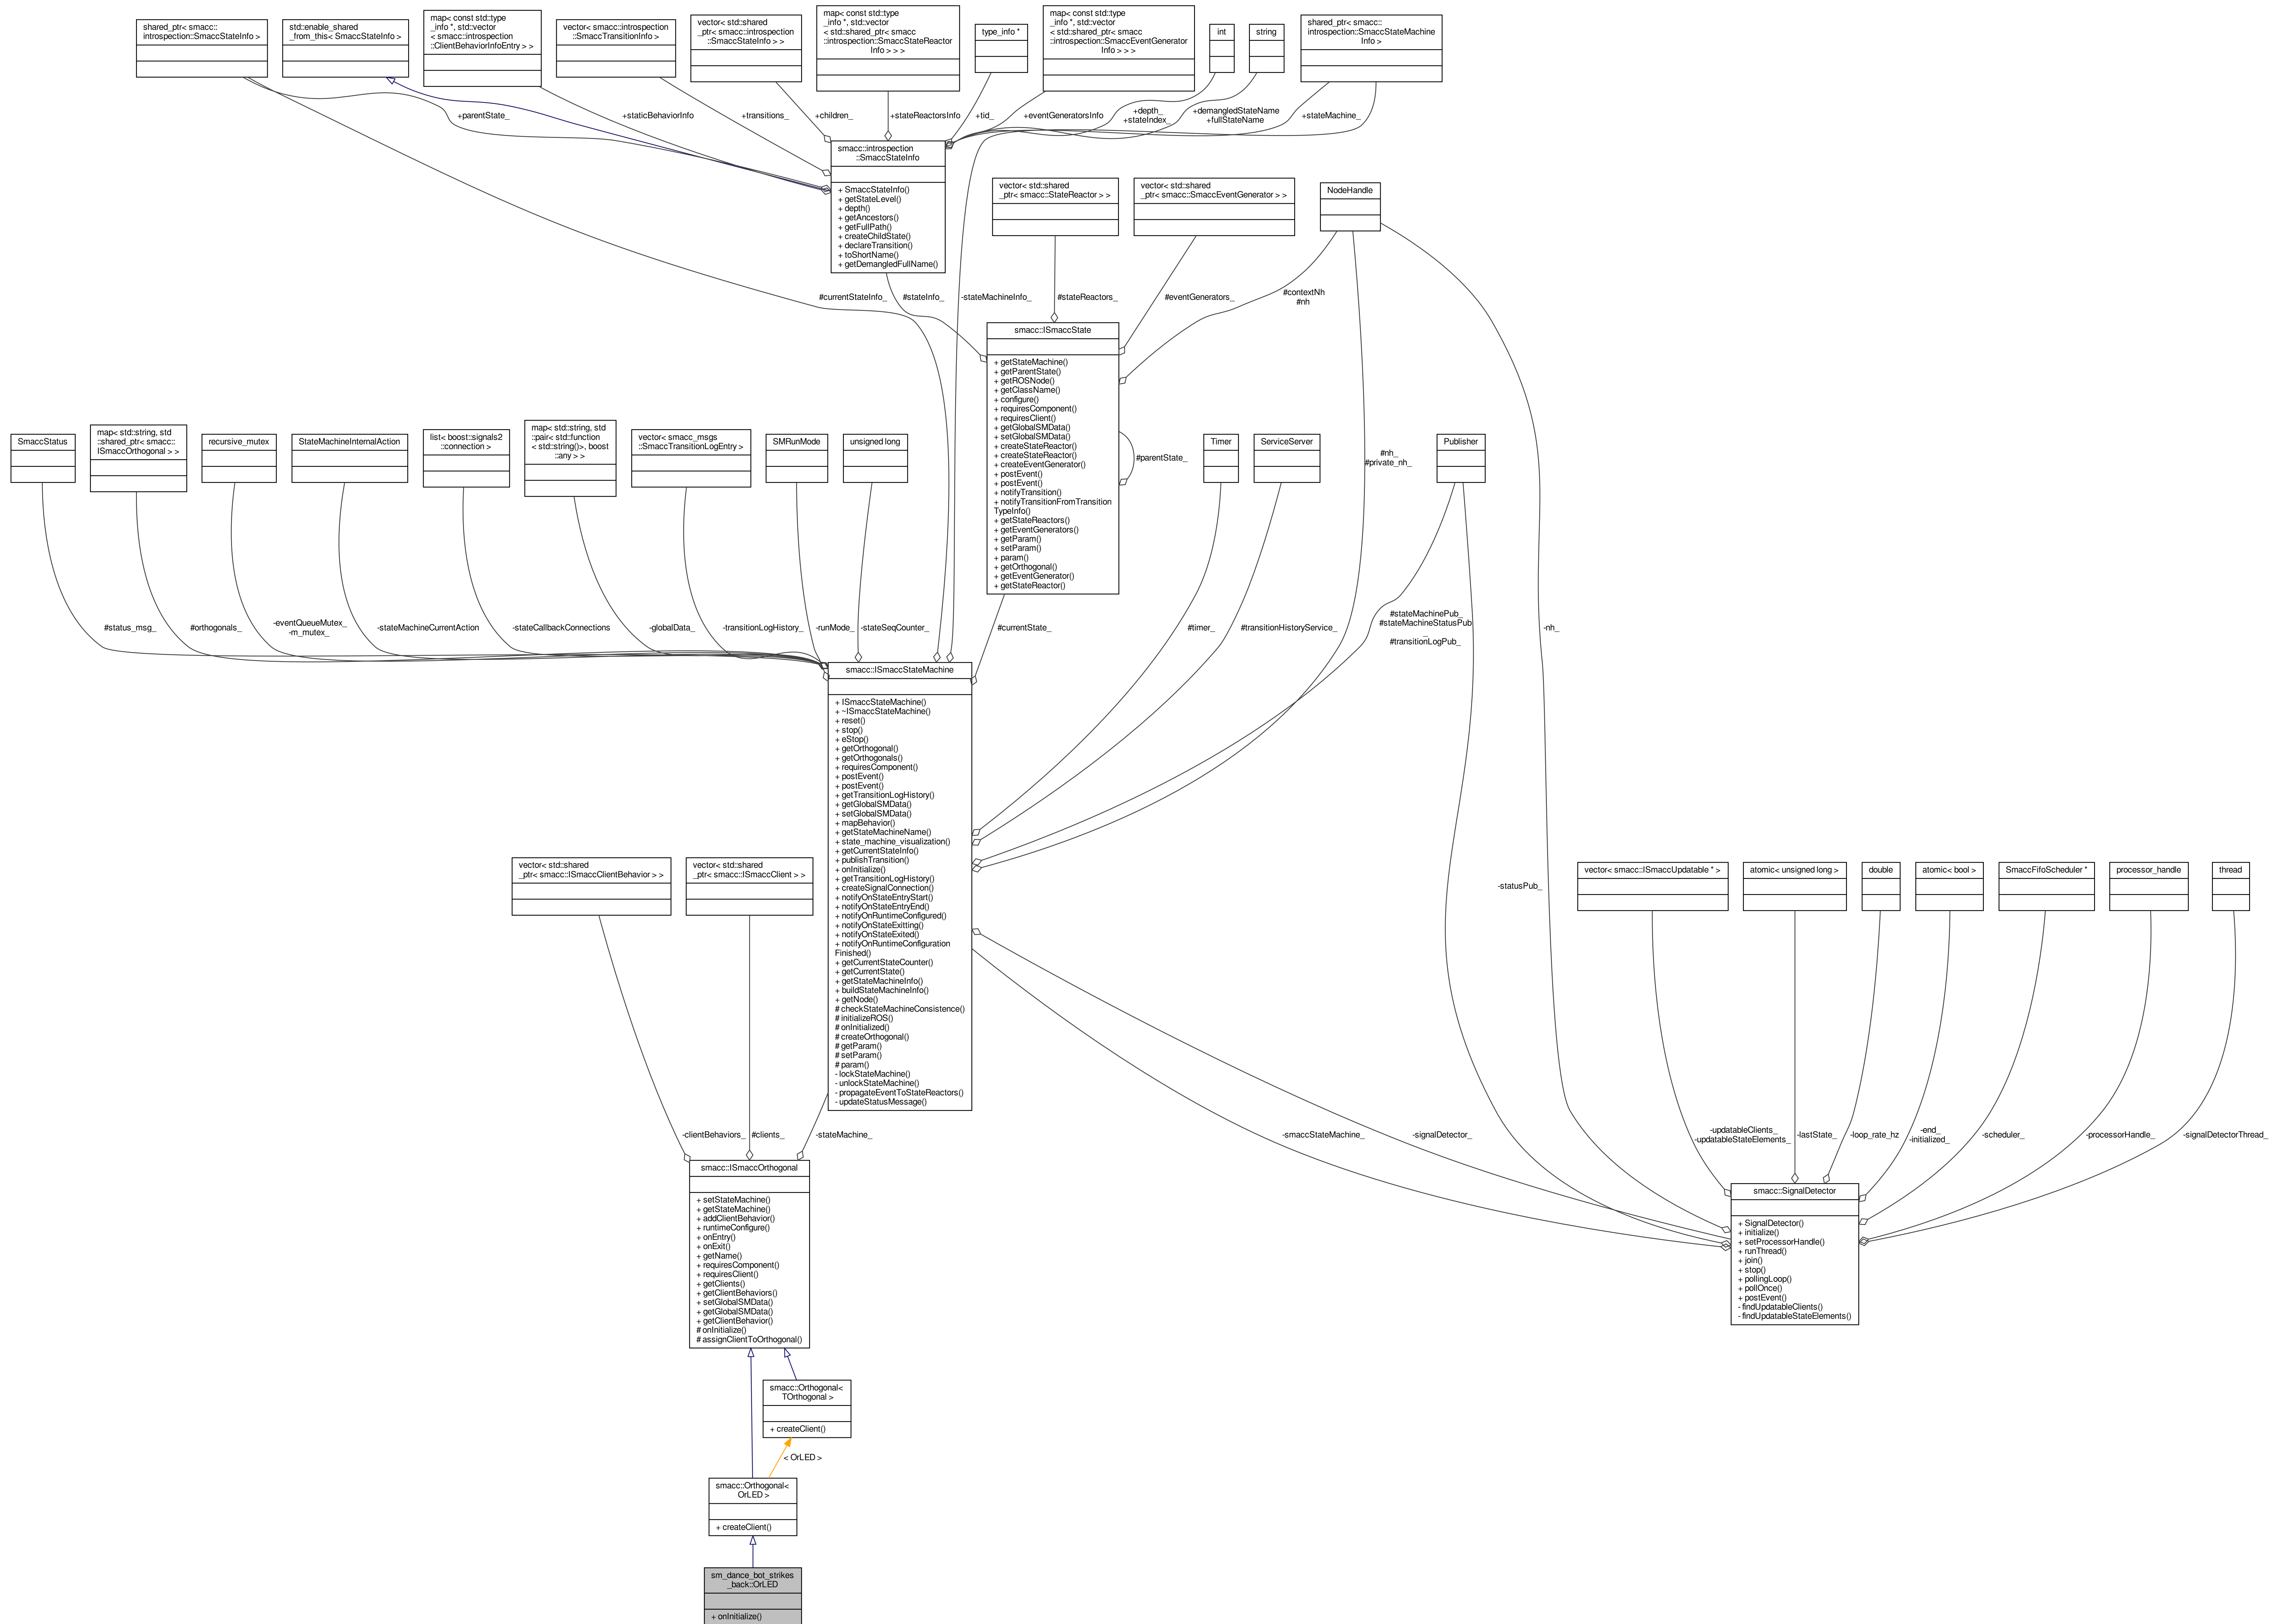 shared_ptr< smacc::
introspection::SmaccStateInfo >
std::enable_shared
_from_this< SmaccStateInfo >
map< const std::type
_info *, std::vector
< smacc::introspection
::ClientBehaviorInfoEntry > >
vector< smacc::introspection
::SmaccTransitionInfo >
vector< std::shared
_ptr< smacc::introspection
::SmaccStateInfo > >
map< const std::type
_info *, std::vector
< std::shared_ptr< smacc
::introspection::SmaccStateReactor
Info > > >
type_info *
map< const std::type
_info *, std::vector
< std::shared_ptr< smacc
::introspection::SmaccEventGenerator
Info > > >
int
string
shared_ptr< smacc::
introspection::SmaccStateMachine
Info >
+parentState_
+staticBehaviorInfo
+transitions_
+children_
+stateReactorsInfo
+tid_
+eventGeneratorsInfo
+depth_
+stateIndex_
+demangledStateName
+fullStateName
+stateMachine_
smacc::introspection
::SmaccStateInfo
+ SmaccStateInfo()
+ getStateLevel()
+ depth()
+ getAncestors()
+ getFullPath()
+ createChildState()
+ declareTransition()
+ toShortName()
+ getDemangledFullName()
vector< std::shared
_ptr< smacc::StateReactor > >
vector< std::shared
_ptr< smacc::SmaccEventGenerator > >
NodeHandle
#currentStateInfo_
#stateInfo_
-stateMachineInfo_
#stateReactors_
#eventGenerators_
#contextNh
#nh
smacc::ISmaccState
+ getStateMachine()
+ getParentState()
+ getROSNode()
+ getClassName()
+ configure()
+ requiresComponent()
+ requiresClient()
+ getGlobalSMData()
+ setGlobalSMData()
+ createStateReactor()
+ createStateReactor()
+ createEventGenerator()
+ postEvent()
+ postEvent()
+ notifyTransition()
+ notifyTransitionFromTransition
TypeInfo()
+ getStateReactors()
+ getEventGenerators()
+ getParam()
+ setParam()
+ param()
+ getOrthogonal()
+ getEventGenerator()
+ getStateReactor()
#parentState_
SmaccStatus
map< std::string, std
::shared_ptr< smacc::
ISmaccOrthogonal > >
recursive_mutex
StateMachineInternalAction
list< boost::signals2
::connection >
map< std::string, std
::pair< std::function
< std::string()>, boost
::any > >
vector< smacc_msgs
::SmaccTransitionLogEntry >
SMRunMode
unsigned long
Timer
ServiceServer
#nh_
#private_nh_
Publisher
#status_msg_
#orthogonals_
-eventQueueMutex_
-m_mutex_
-stateMachineCurrentAction
-stateCallbackConnections
-globalData_
-transitionLogHistory_
-runMode_
-stateSeqCounter_
#currentState_
#timer_
#transitionHistoryService_
#stateMachinePub_
#stateMachineStatusPub
_
#transitionLogPub_
-nh_
smacc::ISmaccStateMachine
+ ISmaccStateMachine()
+ ~ISmaccStateMachine()
+ reset()
+ stop()
+ eStop()
+ getOrthogonal()
+ getOrthogonals()
+ requiresComponent()
+ postEvent()
+ postEvent()
+ getTransitionLogHistory()
+ getGlobalSMData()
+ setGlobalSMData()
+ mapBehavior()
+ getStateMachineName()
+ state_machine_visualization()
+ getCurrentStateInfo()
+ publishTransition()
+ onInitialize()
+ getTransitionLogHistory()
+ createSignalConnection()
+ notifyOnStateEntryStart()
+ notifyOnStateEntryEnd()
+ notifyOnRuntimeConfigured()
+ notifyOnStateExitting()
+ notifyOnStateExited()
+ notifyOnRuntimeConfiguration
Finished()
+ getCurrentStateCounter()
+ getCurrentState()
+ getStateMachineInfo()
+ buildStateMachineInfo()
+ getNode()
# checkStateMachineConsistence()
# initializeROS()
# onInitialized()
# createOrthogonal()
# getParam()
# setParam()
# param()
- lockStateMachine()
- unlockStateMachine()
- propagateEventToStateReactors()
- updateStatusMessage()
vector< std::shared
_ptr< smacc::ISmaccClientBehavior > >
vector< std::shared
_ptr< smacc::ISmaccClient > >
-statusPub_
vector< smacc::ISmaccUpdatable * >
atomic< unsigned long >
double
atomic< bool >
SmaccFifoScheduler *
processor_handle
thread
-clientBehaviors_
#clients_
-stateMachine_
-smaccStateMachine_
-signalDetector_
-updatableClients_
-updatableStateElements_
-lastState_
-loop_rate_hz
-end_
-initialized_
-scheduler_
-processorHandle_
-signalDetectorThread_
smacc::ISmaccOrthogonal
+ setStateMachine()
+ getStateMachine()
+ addClientBehavior()
+ runtimeConfigure()
+ onEntry()
+ onExit()
+ getName()
+ requiresComponent()
+ requiresClient()
+ getClients()
+ getClientBehaviors()
+ setGlobalSMData()
+ getGlobalSMData()
+ getClientBehavior()
# onInitialize()
# assignClientToOrthogonal()
smacc::SignalDetector
+ SignalDetector()
+ initialize()
+ setProcessorHandle()
+ runThread()
+ join()
+ stop()
+ pollingLoop()
+ pollOnce()
+ postEvent()
- findUpdatableClients()
- findUpdatableStateElements()
smacc::Orthogonal<
TOrthogonal >
+ createClient()
< OrLED >
smacc::Orthogonal<
OrLED >
+ createClient()
sm_dance_bot_strikes
_back::OrLED
+ onInitialize()